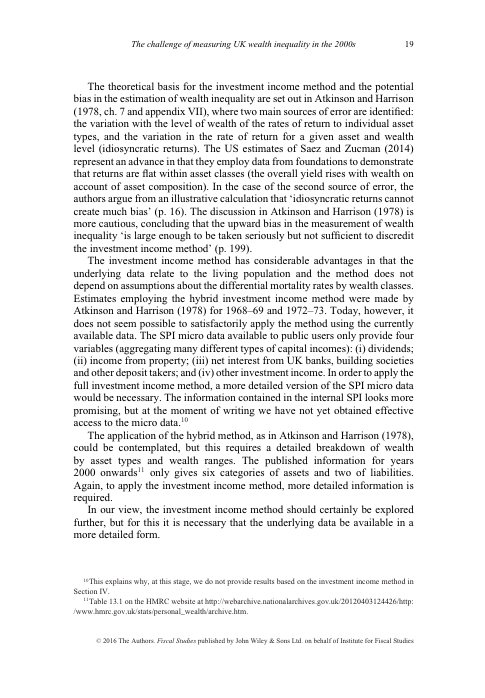 The challenge of measuring UK wealth inequality in the 2000s 19
The theoretical basis for the investment income method and the potential
bias in the estimation of wealth inequality are set out in Atkinson and Harrison
(1978, ch. 7 and appendix VII), where two main sources of error are identified:
the variation with the level of wealth of the rates of return to individual asset
types, and the variation in the rate of return for a given asset and wealth
level (idiosyncratic returns). The US estimates of Saez and Zucman (2014)
represent an advance in that they employ data from foundations to demonstrate
that returns are flat within asset classes (the overall yield rises with wealth on
account of asset composition). In the case of the second source of error, the
authors argue from an illustrative calculation that ‘idiosyncratic returns cannot
create much bias’ (p. 16). The discussion in Atkinson and Harrison (1978) is
more cautious, concluding that the upward bias in the measurement of wealth
inequality ‘is large enough to be taken seriously but not sufficient to discredit
the investment income method’ (p. 199).
The investment income method has considerable advantages in that the
underlying data relate to the living population and the method does not
depend on assumptions about the differential mortality rates by wealth classes.
Estimates employing the hybrid investment income method were made by
Atkinson and Harrison (1978) for 1968–69 and 1972–73. Today, however, it
does not seem possible to satisfactorily apply the method using the currently
available data. The SPI micro data available to public users only provide four
variables (aggregating many different types of capital incomes): (i) dividends;
(ii) income from property; (iii) net interest from UK banks, building societies
and other deposit takers; and (iv) other investment income. In order to apply the
full investment income method, a more detailed version of the SPI micro data
would be necessary. The information contained in the internal SPI looks more
promising, but at the moment of writing we have not yet obtained effective
access to the micro data.¹⁰
The application of the hybrid method, as in Atkinson and Harrison (1978),
could be contemplated, but this requires a detailed breakdown of wealth
by asset types and wealth ranges. The published information for years
2000 onwards¹¹ only gives six categories of assets and two of liabilities.
Again, to apply the investment income method, more detailed information is
required.
In our view, the investment income method should certainly be explored
further, but for this it is necessary that the underlying data be available in a
more detailed form.
¹⁰This explains why, at this stage, we do not provide results based on the investment income method in
Section IV.
¹¹Table 13.1 on the HMRC website at http://webarchive.nationalarchives.gov.uk/20120403124426/http:
/www.hmrc.gov.uk/stats/personal_wealth/archive.htm.
© 2016 The Authors. Fiscal Studies published by John Wiley & Sons Ltd. on behalf of Institute for Fiscal Studies